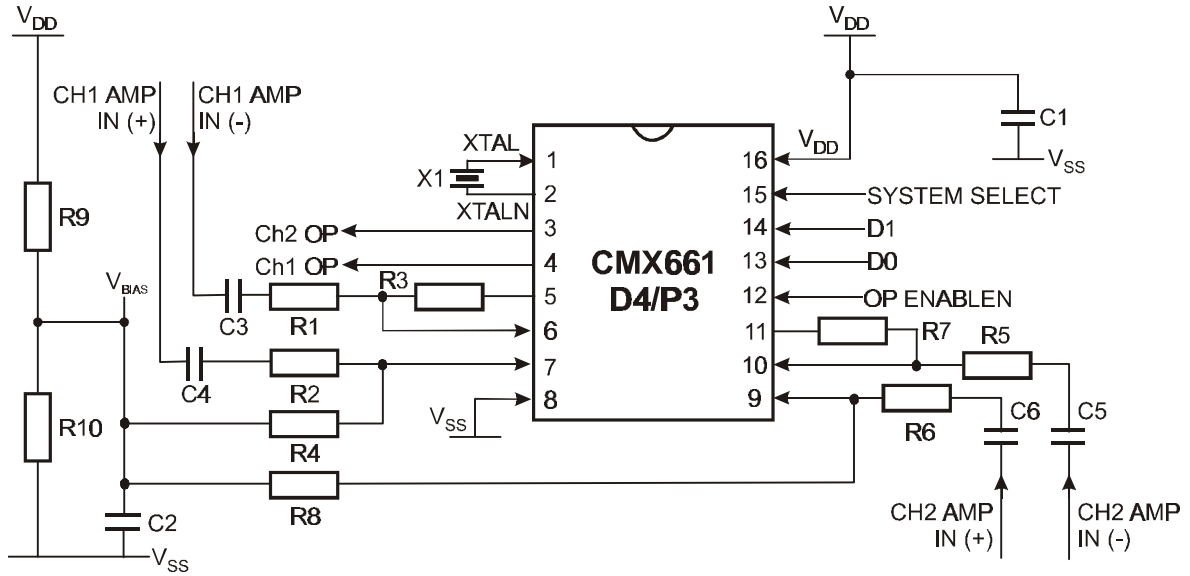 VDD
VDD
CH1 AMP
IN (+)
CH1 AMP
IN (-)
C1
VSS
XTAL
X1
XTALN
1
2
3
4
5
6
7
8
CMX661
D4/P3
16
15
14
13
12
11
10
9
VDD
SYSTEM SELECT
D1
D0
OP ENABLEN
R9
Ch2 OP
Ch1 OP
R3
VBIAS
C3
R1
R7
R5
C4
R2
VSS
R10
R4
R6
C6
C5
R8
C2
VSS
CH2 AMP
IN (+)
CH2 AMP
IN (-)